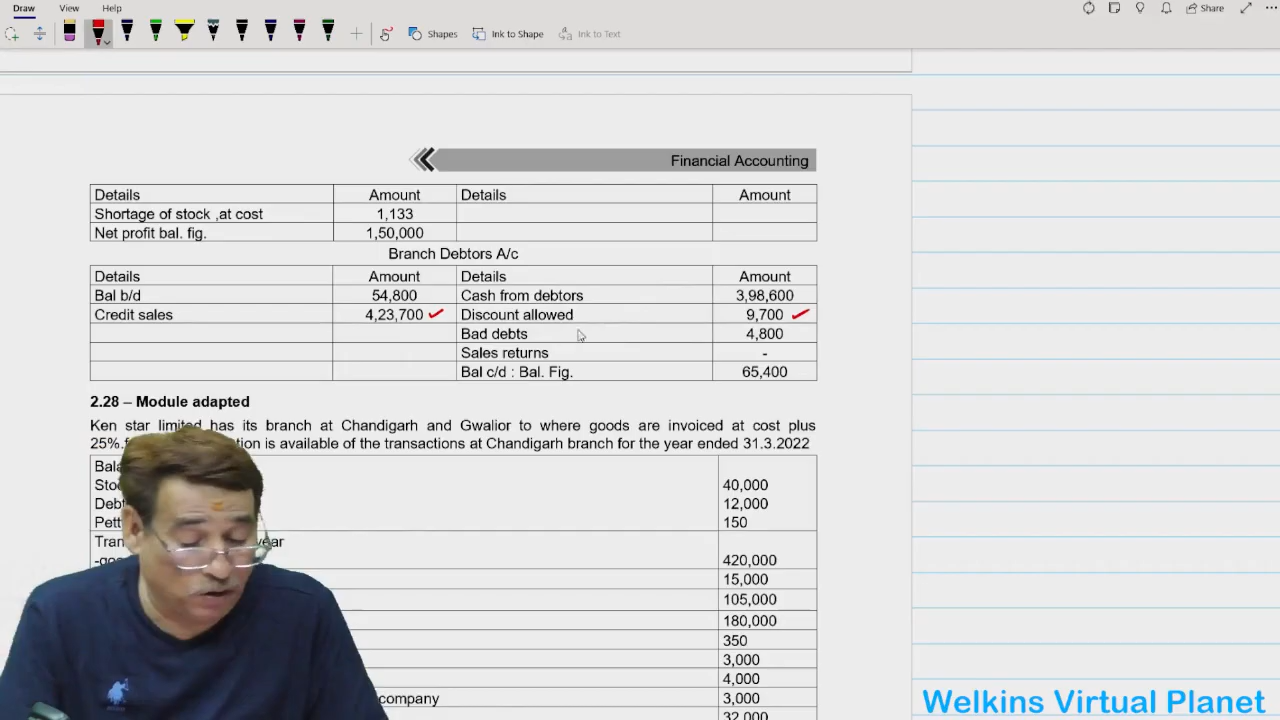 Draw View Help
Share
Shapes Ink to Shape Ink to Text
Financial Accounting
Details Amount Details Amount
Shortage of stock ,at cost 1,133
Net profit bal. fig. 1,50,000
Branch Debtors A/c
Details Amount Details Amount
Bal b/d 54,800 Cash from debtors 3,98,600
Credit sales 4,23,700 Discount allowed 9,700
Bad debts 4,800
Sales returns -
Bal c/d : Bal. Fig. 65,400
2.28 – Module adapted
Ken star limited has its branch at Chandigarh and Gwalior to where goods are invoiced at cost plus
25%. is available of the transactions at Chandigarh branch for the year ended 31.3.2022
40,000
12,000
150
year
420,000
15,000
105,000
180,000
350
3,000
4,000
company 3,000
32,000
Welkins Virtual Planet